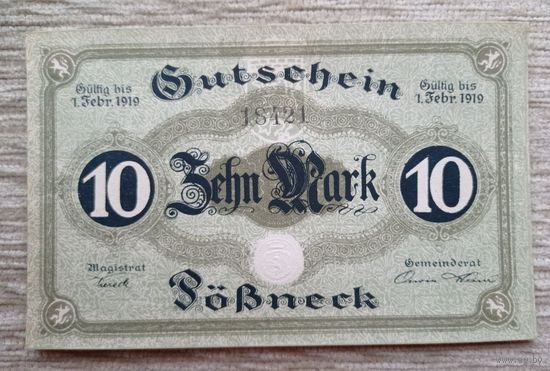 Gutschein
Gültig bis
1. Febr. 1919
Gültig bis
1. Febr. 1919
18421
10
Zehn Mark
10
Magistrat
Gemeinderat
Pößneck